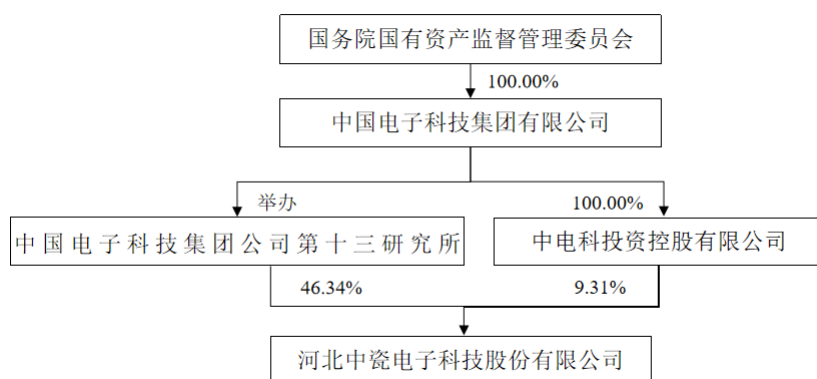 国务院国有资产监督管理委员会
100.00%
中国电子科技集团有限公司
举办
100.00%
中国电子科技集团公司第十三研究所
中电科投资控股有限公司
46.34%
9.31%
河北中瓷电子科技股份有限公司